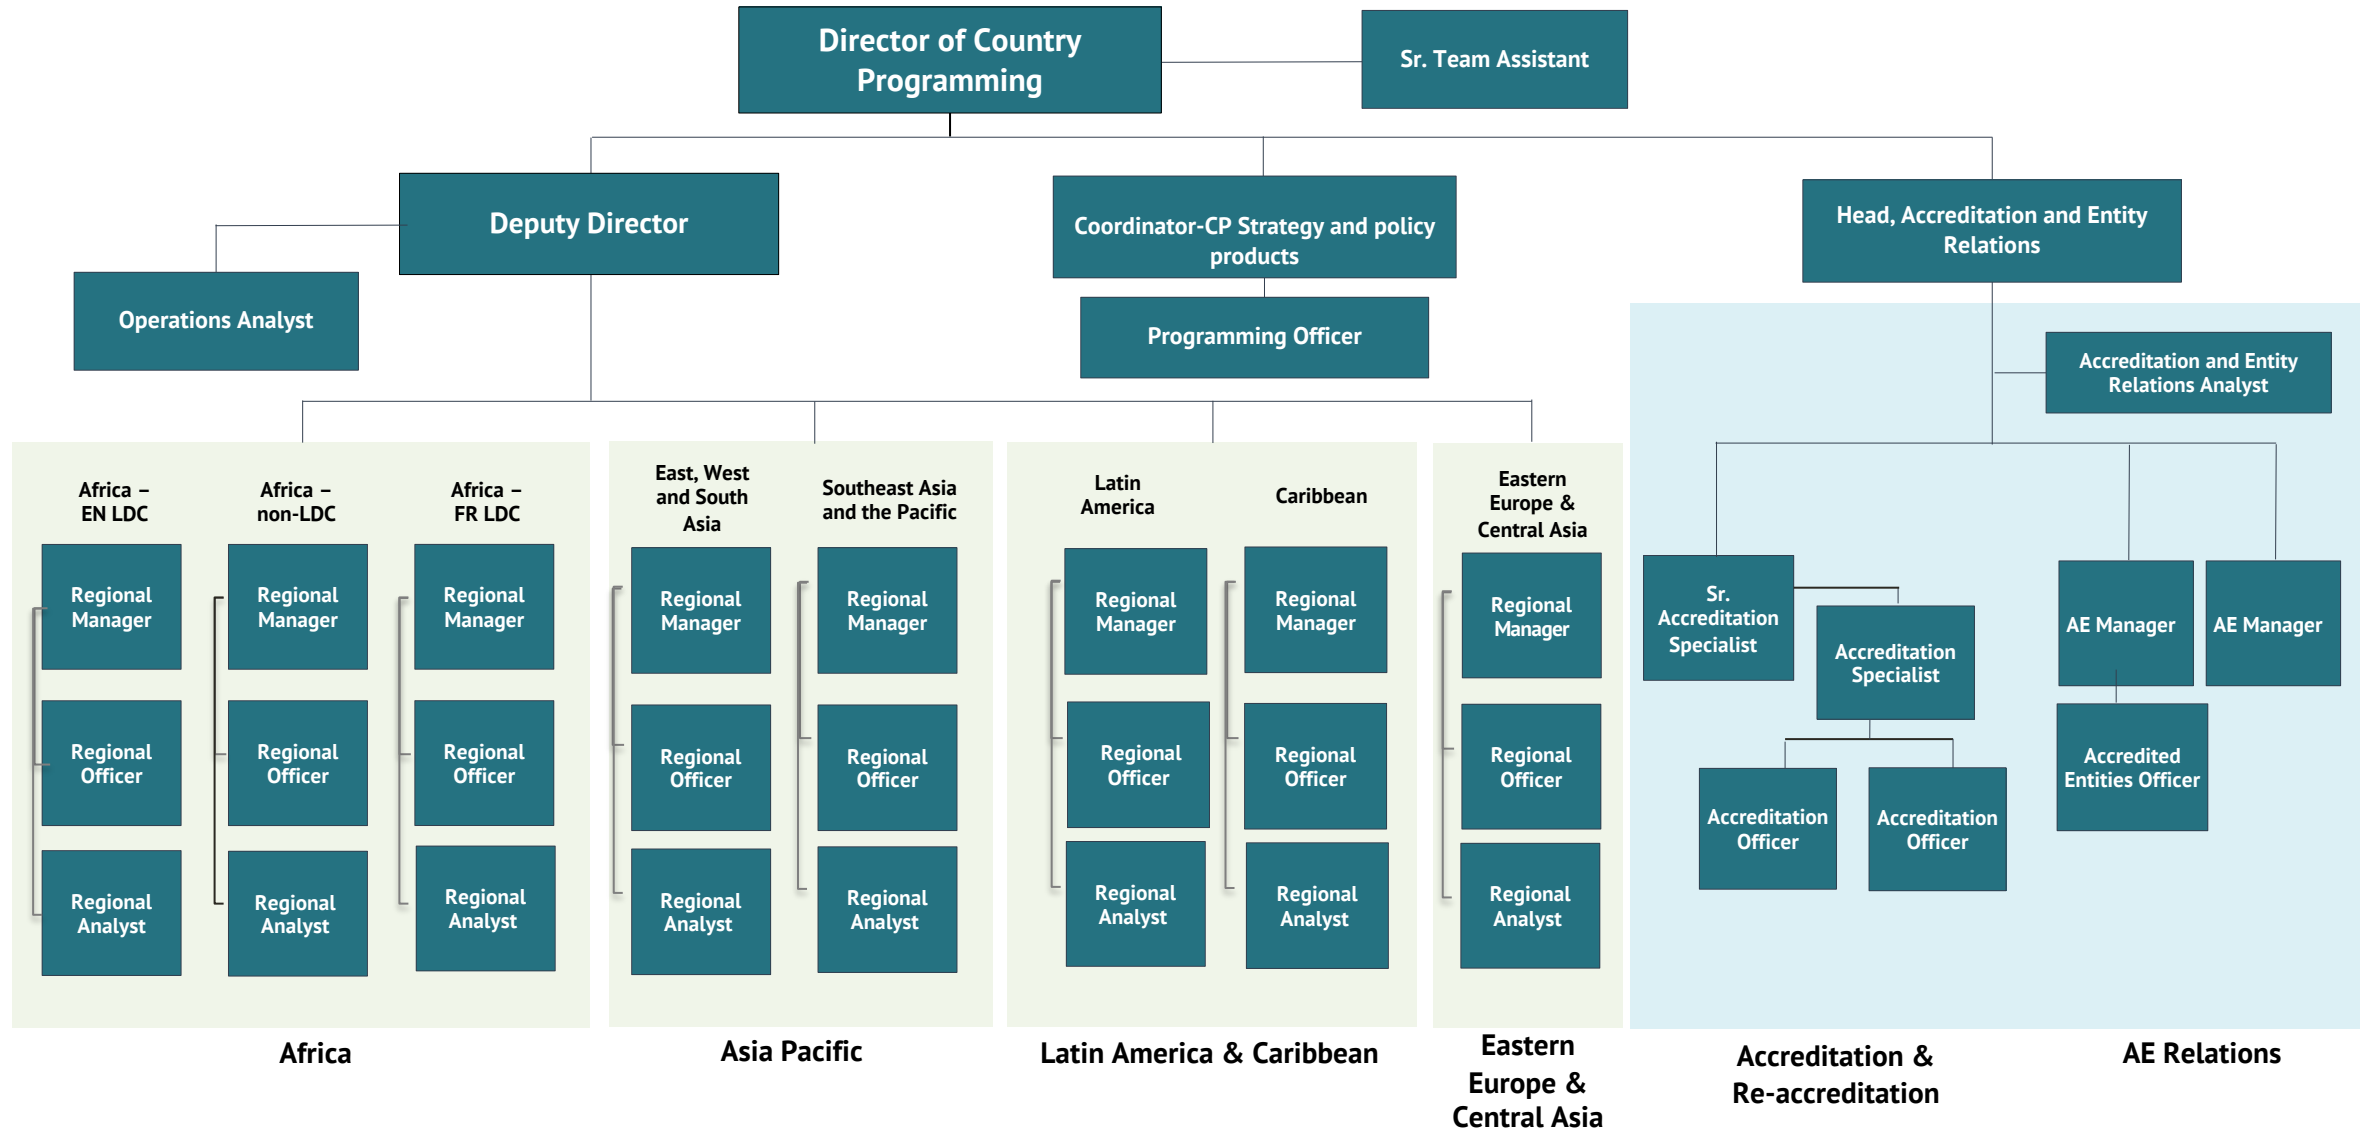 Director of Country
Programming
Sr. Team Assistant
Deputy Director
Coordinator-CP Strategy and policy
products
Head, Accreditation and Entity
Relations
Operations Analyst
Programming Officer
Accreditation and Entity
Relations Analyst
Africa –
EN LDC
Africa –
non-LDC
Africa –
FR LDC
East, West
and South
Asia
Southeast Asia
and the Pacific
Latin
America
Caribbean
Eastern
Europe &
Central Asia
Regional
Manager
Regional
Manager
Regional
Manager
Regional
Manager
Regional
Manager
Regional
Manager
Regional
Manager
Regional
Manager
Sr.
Accreditation
Specialist
Accreditation
Specialist
AE Manager
AE Manager
Regional
Officer
Regional
Officer
Regional
Officer
Regional
Officer
Regional
Officer
Regional
Officer
Regional
Officer
Regional
Officer
Accreditation
Officer
Accreditation
Officer
Accredited
Entities Officer
Regional
Analyst
Regional
Analyst
Regional
Analyst
Regional
Analyst
Regional
Analyst
Regional
Analyst
Regional
Analyst
Regional
Analyst
Africa
Asia Pacific
Latin America & Caribbean
Eastern
Europe &
Central Asia
Accreditation &
Re-accreditation
AE Relations